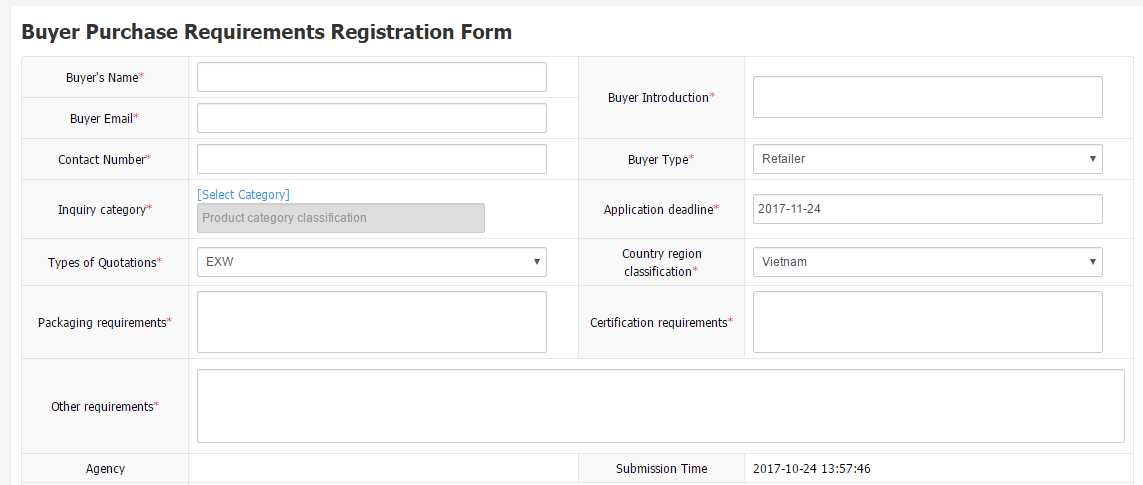 Buyer Purchase Requirements Registration Form
Buyer's Name*
Buyer Introduction*
Buyer Email*
Contact Number*
Buyer Type*
Retailer
Inquiry category*
[Select Category]
Product category classification
Application deadline*
2017-11-24
Types of Quotations*
EXW
Country region
classification*
Vietnam
Packaging requirements*
Certification requirements*
Other requirements*
Agency
Submission Time
2017-10-24 13:57:46